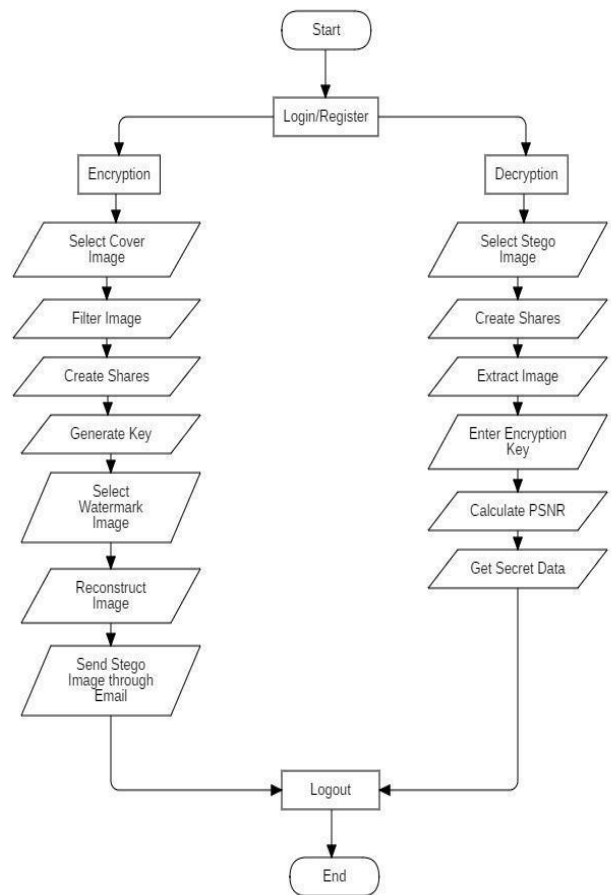 Start
Login/Register
Encryption
Select Cover
Image
Filter Image
Create Shares
Generate Key
Select
Watermark
Image
Reconstruct
Image
Send Stego
Image through
Email
Decryption
Select Stego
Image
Create Shares
Extract Image
Enter Encryption
Key
Calculate PSNR
Get Secret Data
Logout
End